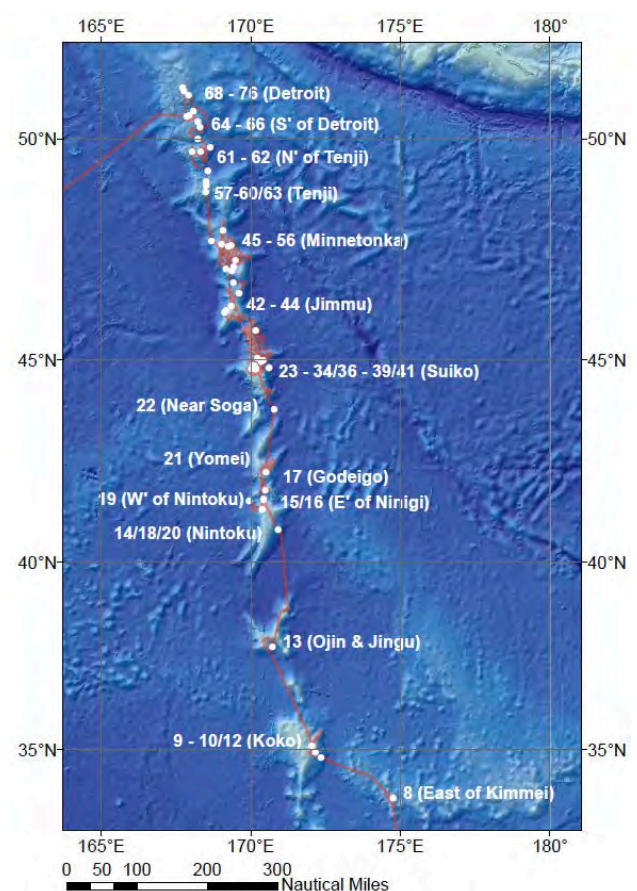 165°E 170°E 175°E 180°
68 - 76 (Detroit)
64 - 66 (S' of Detroit)
50°N 50°N
61 - 62 (N' of Tenji)
57-60/63 (Tenji)
45 - 56 (Minnetonka)
42 - 44 (Jimmu)
45°N 45°N
23 - 34/36 - 39/41 (Suiko)
22 (Near Soga)
21 (Yomei)
17 (Godeigo)
19 (W' of Nintoku) 15/16 (E' of Ninigi)
14/18/20 (Nintoku)
40°N 40°N
13 (Ojin & Jingu)
9 - 10/12 (Koko)
35°N 35°N
8 (East of Kimmei)
165°E 170°E 175°E 180°
0 50 100 200 300
Nautical Miles